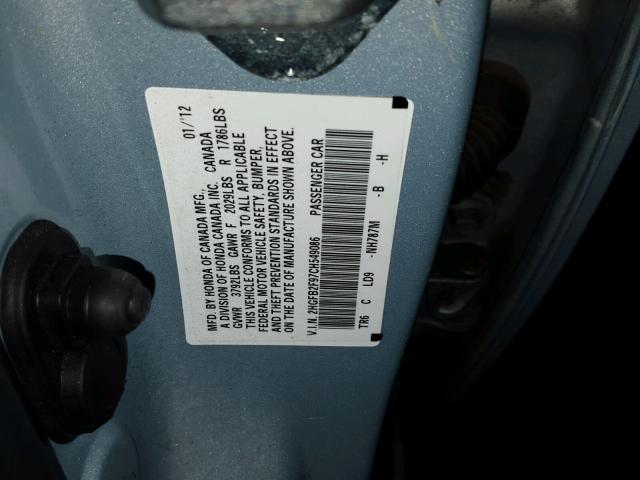 MFD. BY HONDA OF CANADA MFG., 01/12
A DIVISION OF HONDA CANADA INC. CANADA
GVWR 3792LBS GAWR F 2029LBS R 1786LBS
THIS VEHICLE CONFORMS TO ALL APPLICABLE
FEDERAL MOTOR VEHICLE SAFETY, BUMPER,
AND THEFT PREVENTION STANDARDS IN EFFECT
ON THE DATE OF MANUFACTURE SHOWN ABOVE.
V.I.N. 2HGFB2F97CH549086 PASSENGER CAR
TR6 C LD9 -NH787M -B -H